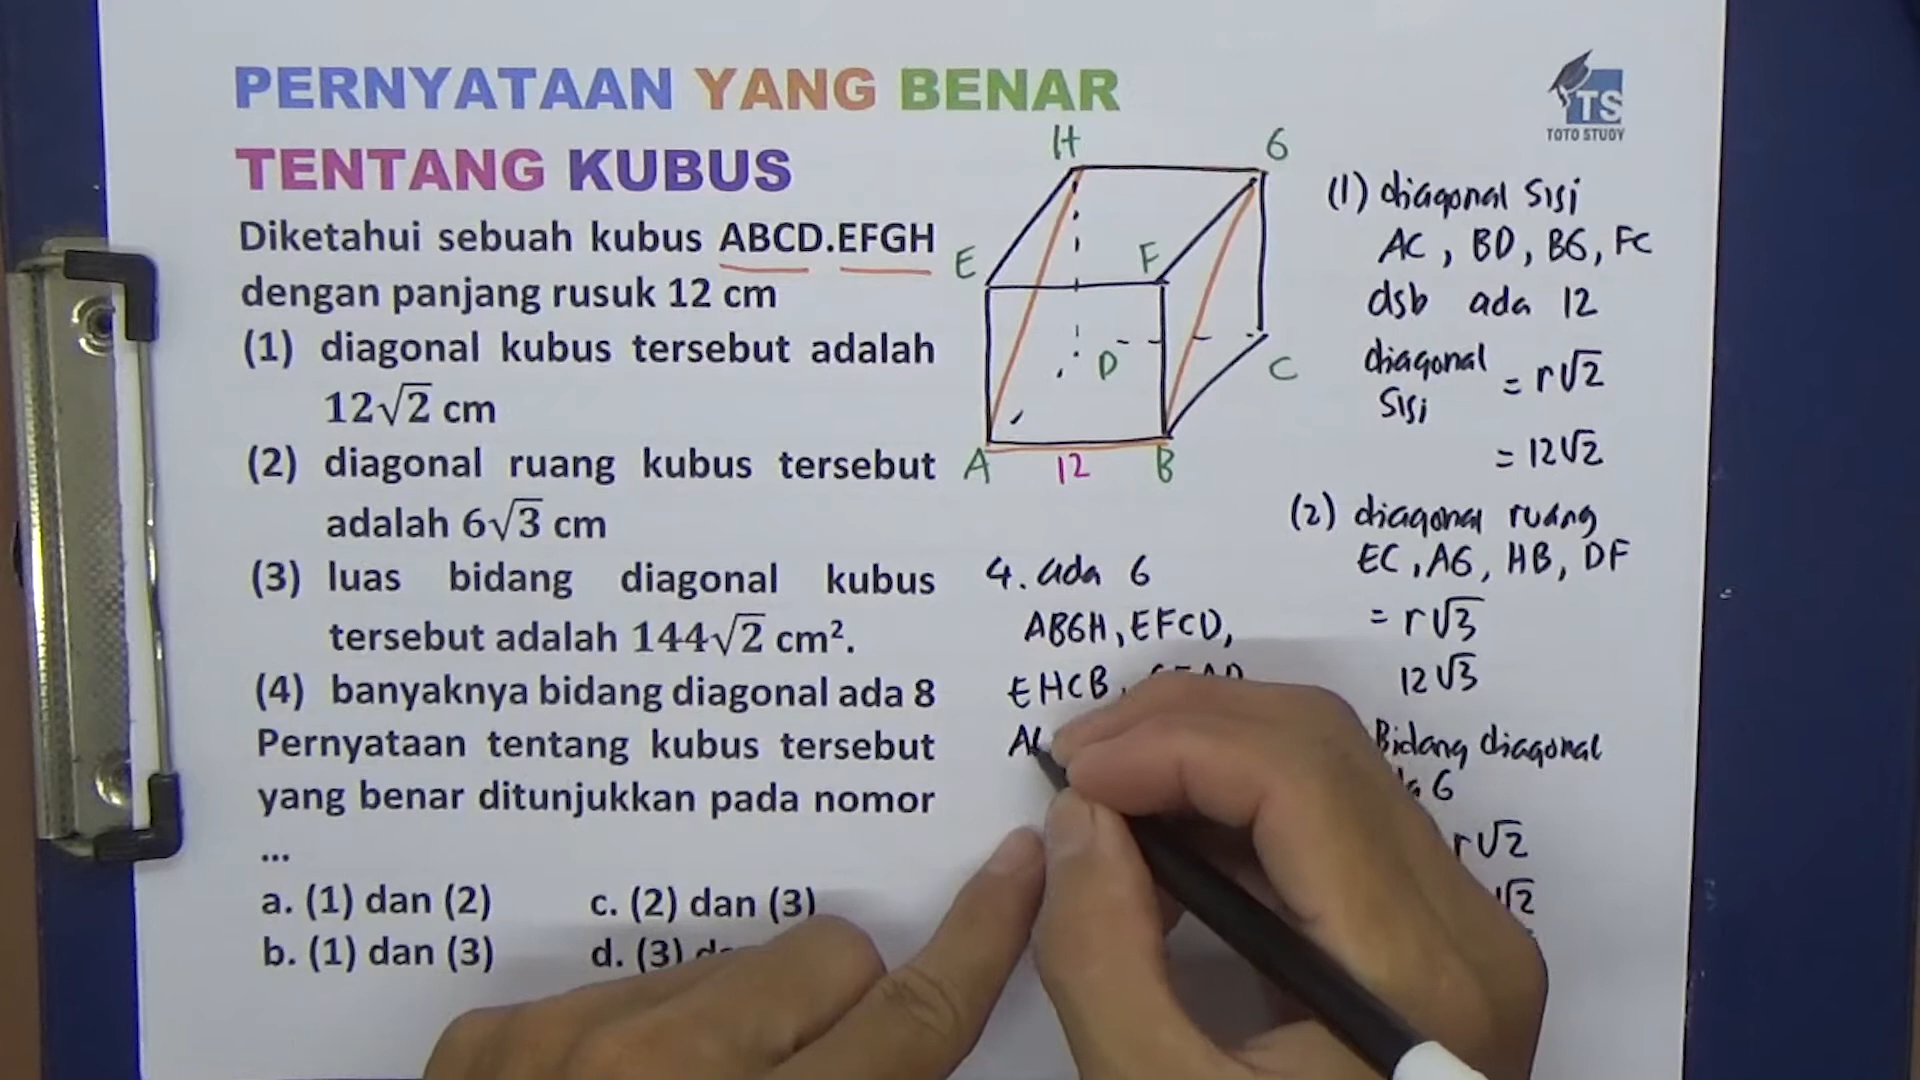 PERNYATAAN YANG BENAR
TENTANG KUBUS
Diketahui sebuah kubus ABCD.EFGH
dengan panjang rusuk 12 cm
(1) diagonal kubus tersebut adalah
12√2 cm
(2) diagonal ruang kubus tersebut
adalah 6√3 cm
(3) luas bidang diagonal kubus
tersebut adalah 144√2 cm².
(4) banyaknya bidang diagonal ada 8
Pernyataan tentang kubus tersebut
yang benar ditunjukkan pada nomor
...
a. (1) dan (2)
b. (1) dan (3)
c. (2) dan (3)
d. (3)
H
G
E
F
D
C
A
12
B
4. ada 6
ABGH, EFCD,
EHCB,
TS
TOTO STUDY
(1) diagonal sisi
AC, BD, BG, FC
dsb ada 12
diagonal
sisi = r√2
= 12√2
(2) diagonal ruang
EC, AG, HB, DF
= r√3
12√3
Bidang diagonal
6
r√2
√2